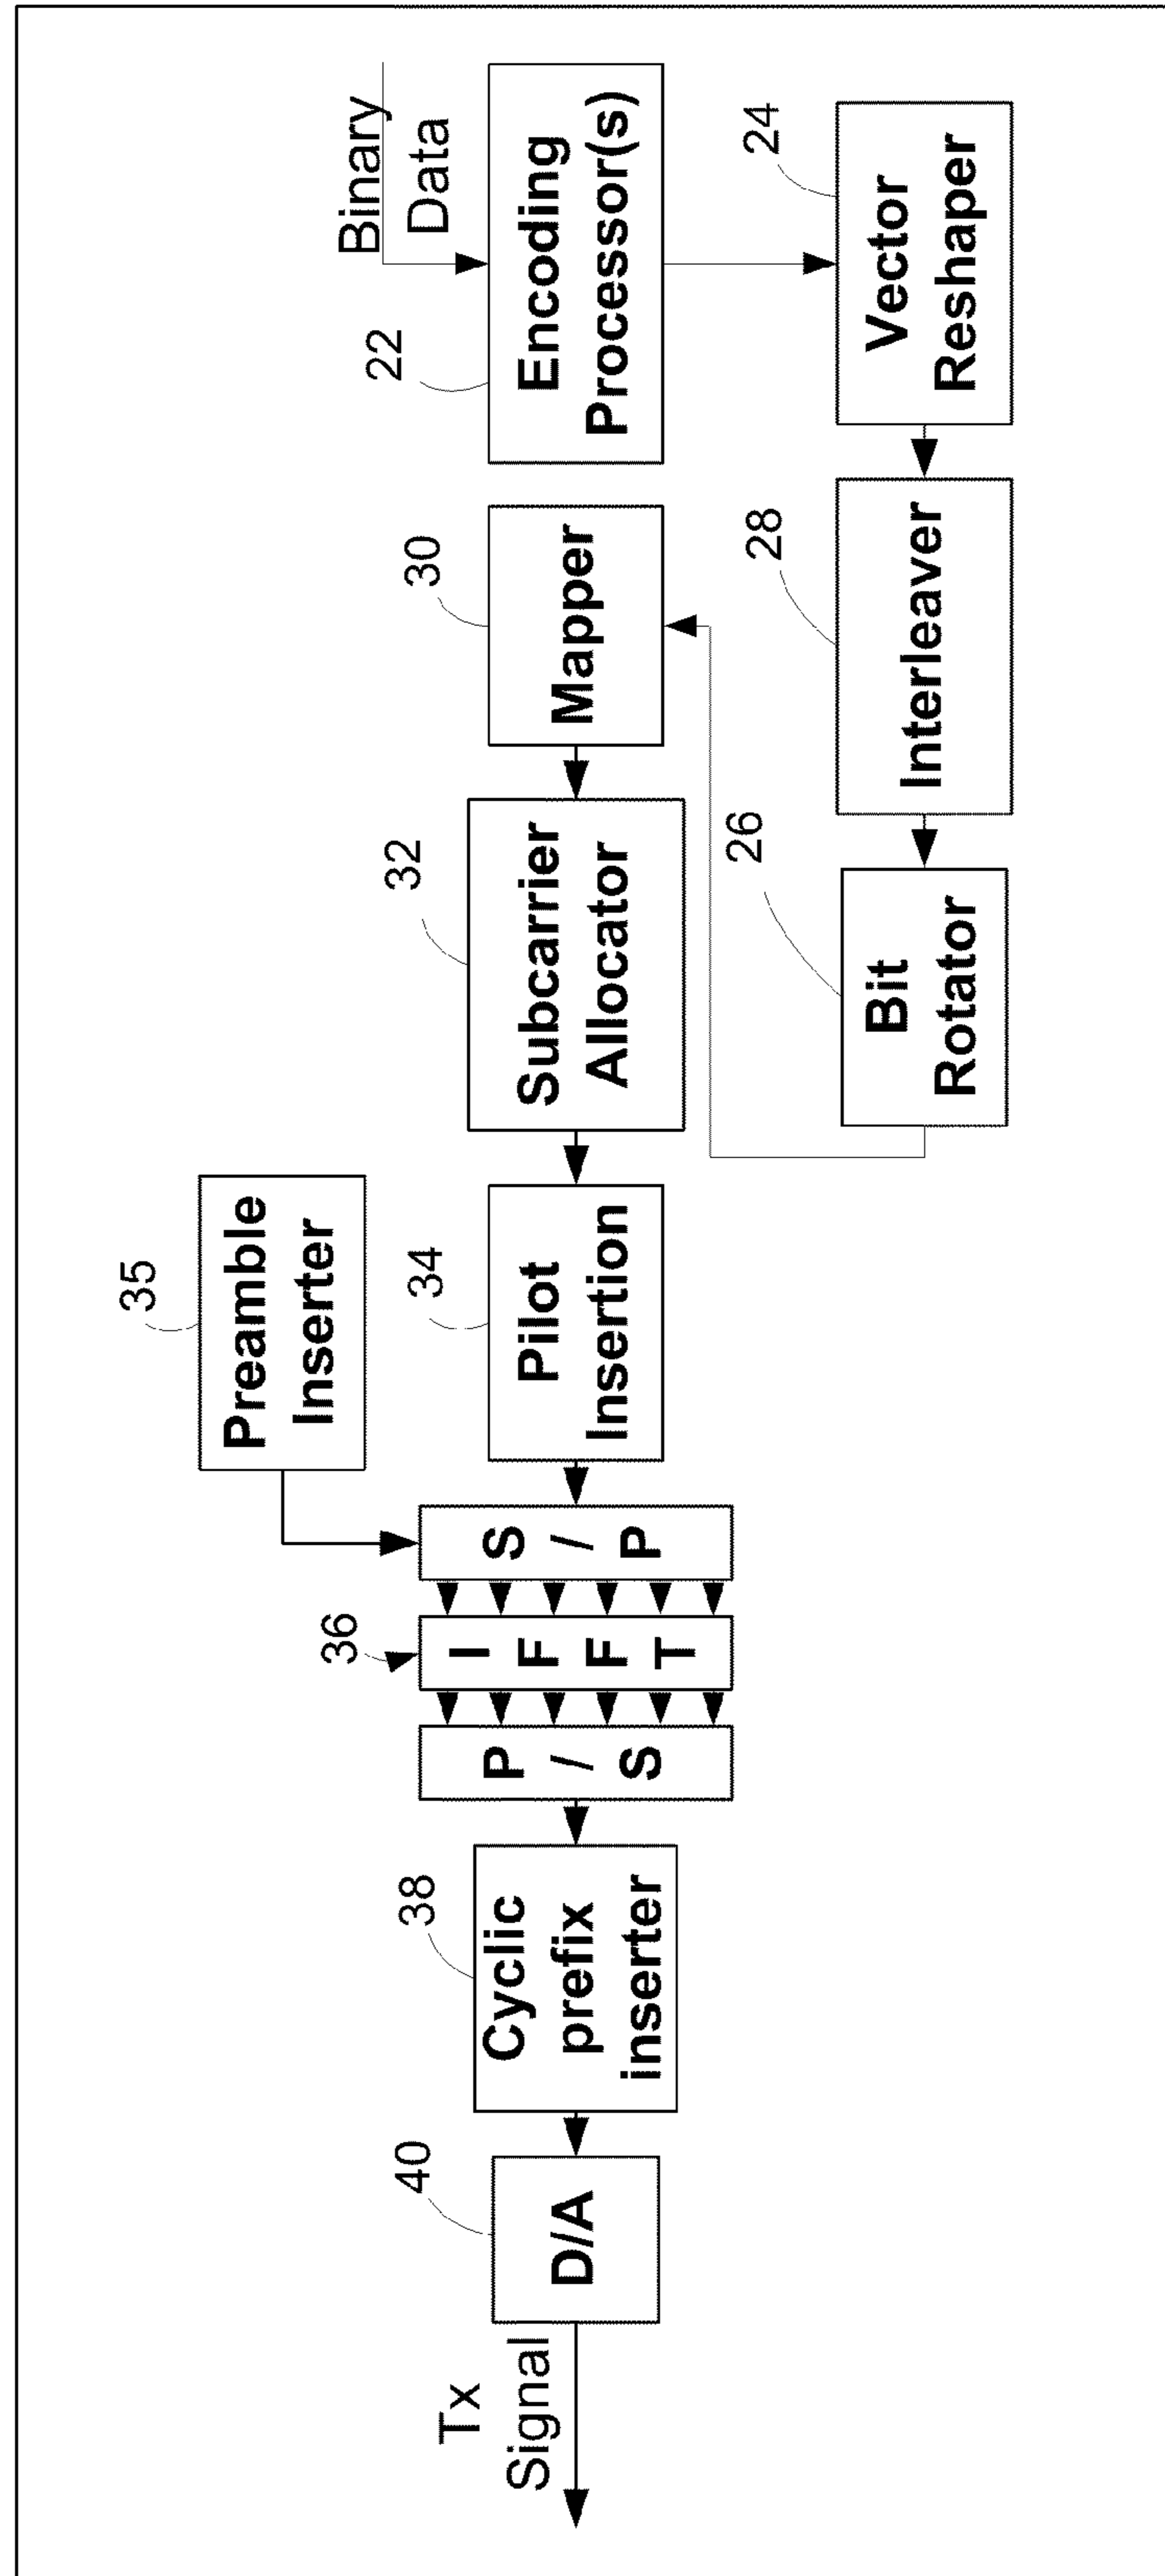 Binary
Data
22
Encoding
Processor(s)
24
Vector
Reshaper
28
Interleaver
26
Bit
Rotator
30
Mapper
32
Subcarrier
Allocator
34
Pilot
Insertion
35
Preamble
Inserter
S / P
36
I F F T
P / S
38
Cyclic
prefix
inserter
40
D/A
Tx
Signal